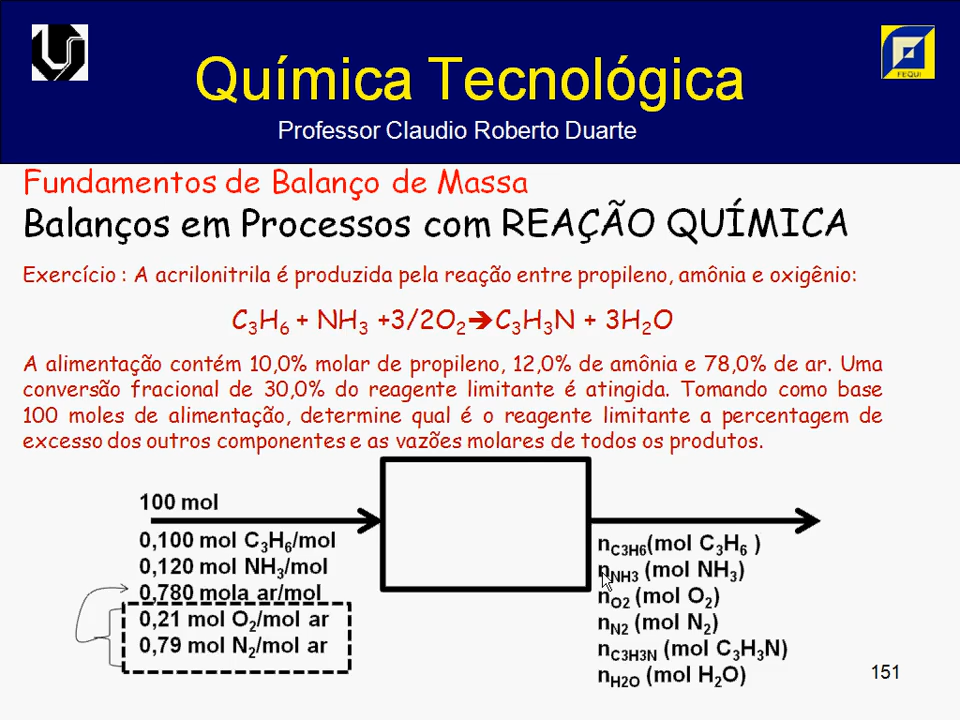 FEQUI
Química Tecnológica
Professor Claudio Roberto Duarte
Fundamentos de Balanço de Massa
Balanços em Processos com REAÇÃO QUÍMICA
Exercício : A acrilonitrila é produzida pela reação entre propileno, amônia e oxigênio:
C₃H₆ + NH₃ +3/2O₂➔C₃H₃N + 3H₂O
A alimentação contém 10,0% molar de propileno, 12,0% de amônia e 78,0% de ar. Uma
conversão fracional de 30,0% do reagente limitante é atingida. Tomando como base
100 moles de alimentação, determine qual é o reagente limitante a percentagem de
excesso dos outros componentes e as vazões molares de todos os produtos.
100 mol
0,100 mol C₃H₆/mol
0,120 mol NH₃/mol
0,780 mola ar/mol
0,21 mol O₂/mol ar
0,79 mol N₂/mol ar
n_C3H6(mol C₃H₆ )
n_NH3 (mol NH₃)
n_O2 (mol O₂)
n_N2 (mol N₂)
n_C3H3N (mol C₃H₃N)
n_H2O (mol H₂O)
151